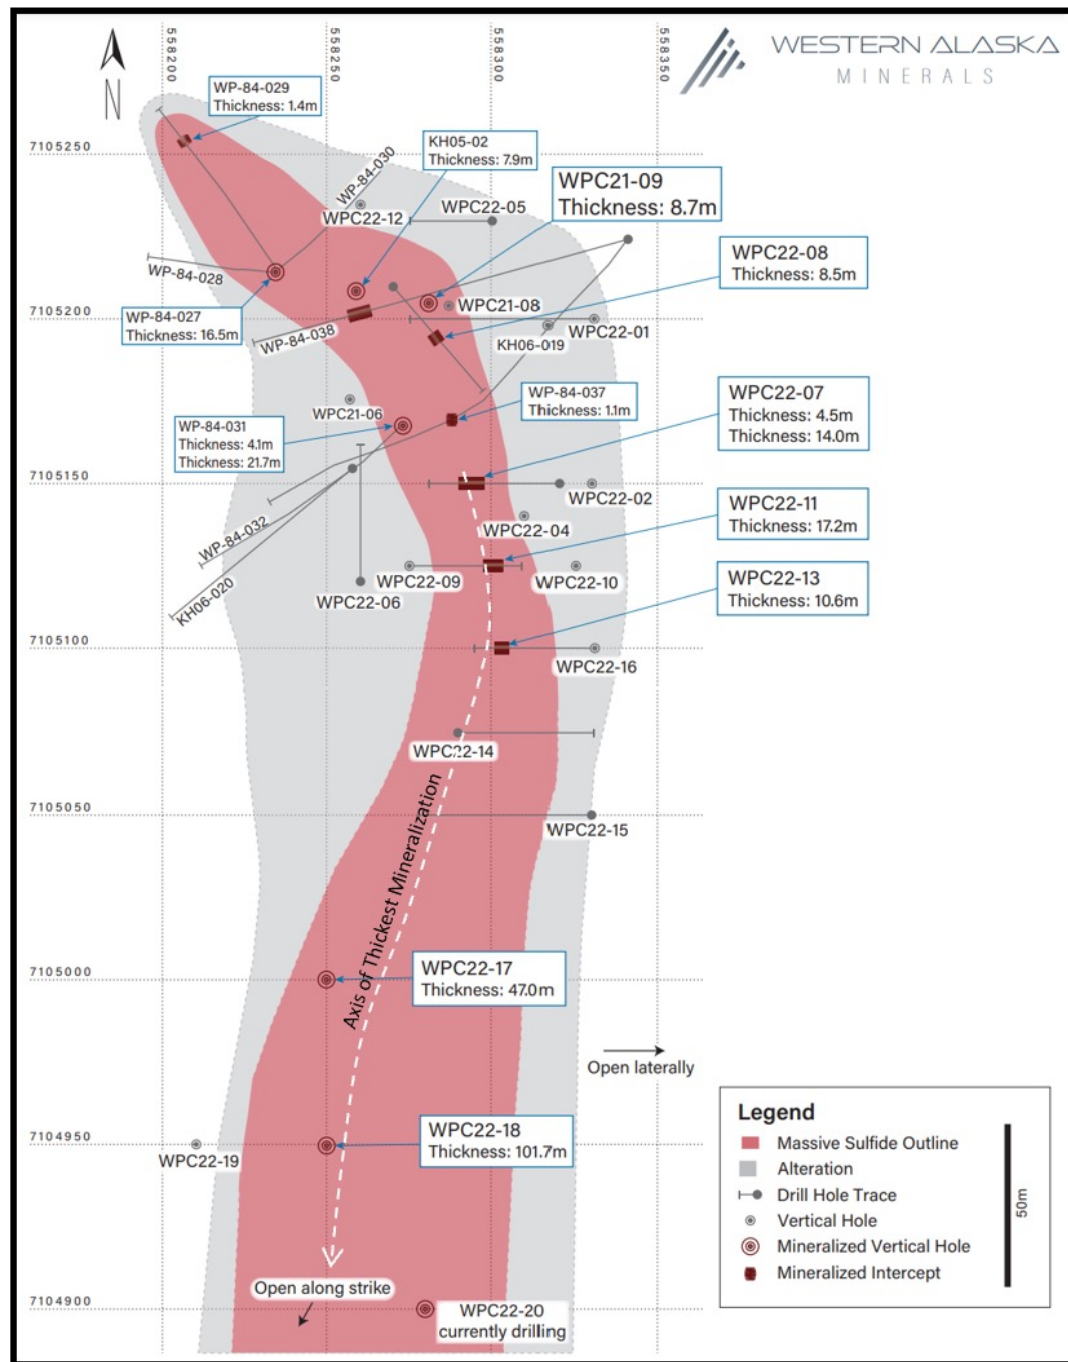 558200
558250
558300
558350
WESTERN ALASKA
MINERALS
N
WP-84-029
Thickness: 1.4m
KH05-02
Thickness: 7.9m
7105250
WP-84-030
WPC21-09
Thickness: 8.7m
WPC22-12
WPC22-05
WPC22-08
Thickness: 8.5m
WP-84-028
WP-84-027
Thickness: 16.5m
7105200
WPC21-08
WP-84-038
KH06-019
WPC22-01
WPC21-06
WP-84-037
Thickness: 1.1m
WPC22-07
Thickness: 4.5m
Thickness: 14.0m
WP-84-031
Thickness: 4.1m
Thickness: 21.7m
7105150
WPC22-02
WPC22-11
Thickness: 17.2m
WPC22-04
WP-84-032
KH06-020
WPC22-09
WPC22-10
WPC22-06
WPC22-13
Thickness: 10.6m
7105100
WPC22-16
WPC22-14
7105050
WPC22-15
Axis of Thickest Mineralization
WPC22-17
Thickness: 47.0m
7105000
Open laterally
7104950
WPC22-19
WPC22-18
Thickness: 101.7m
Open along strike
7104900
WPC22-20
currently drilling
Legend
Massive Sulfide Outline
Alteration
Drill Hole Trace
Vertical Hole
Mineralized Vertical Hole
Mineralized Intercept
50m